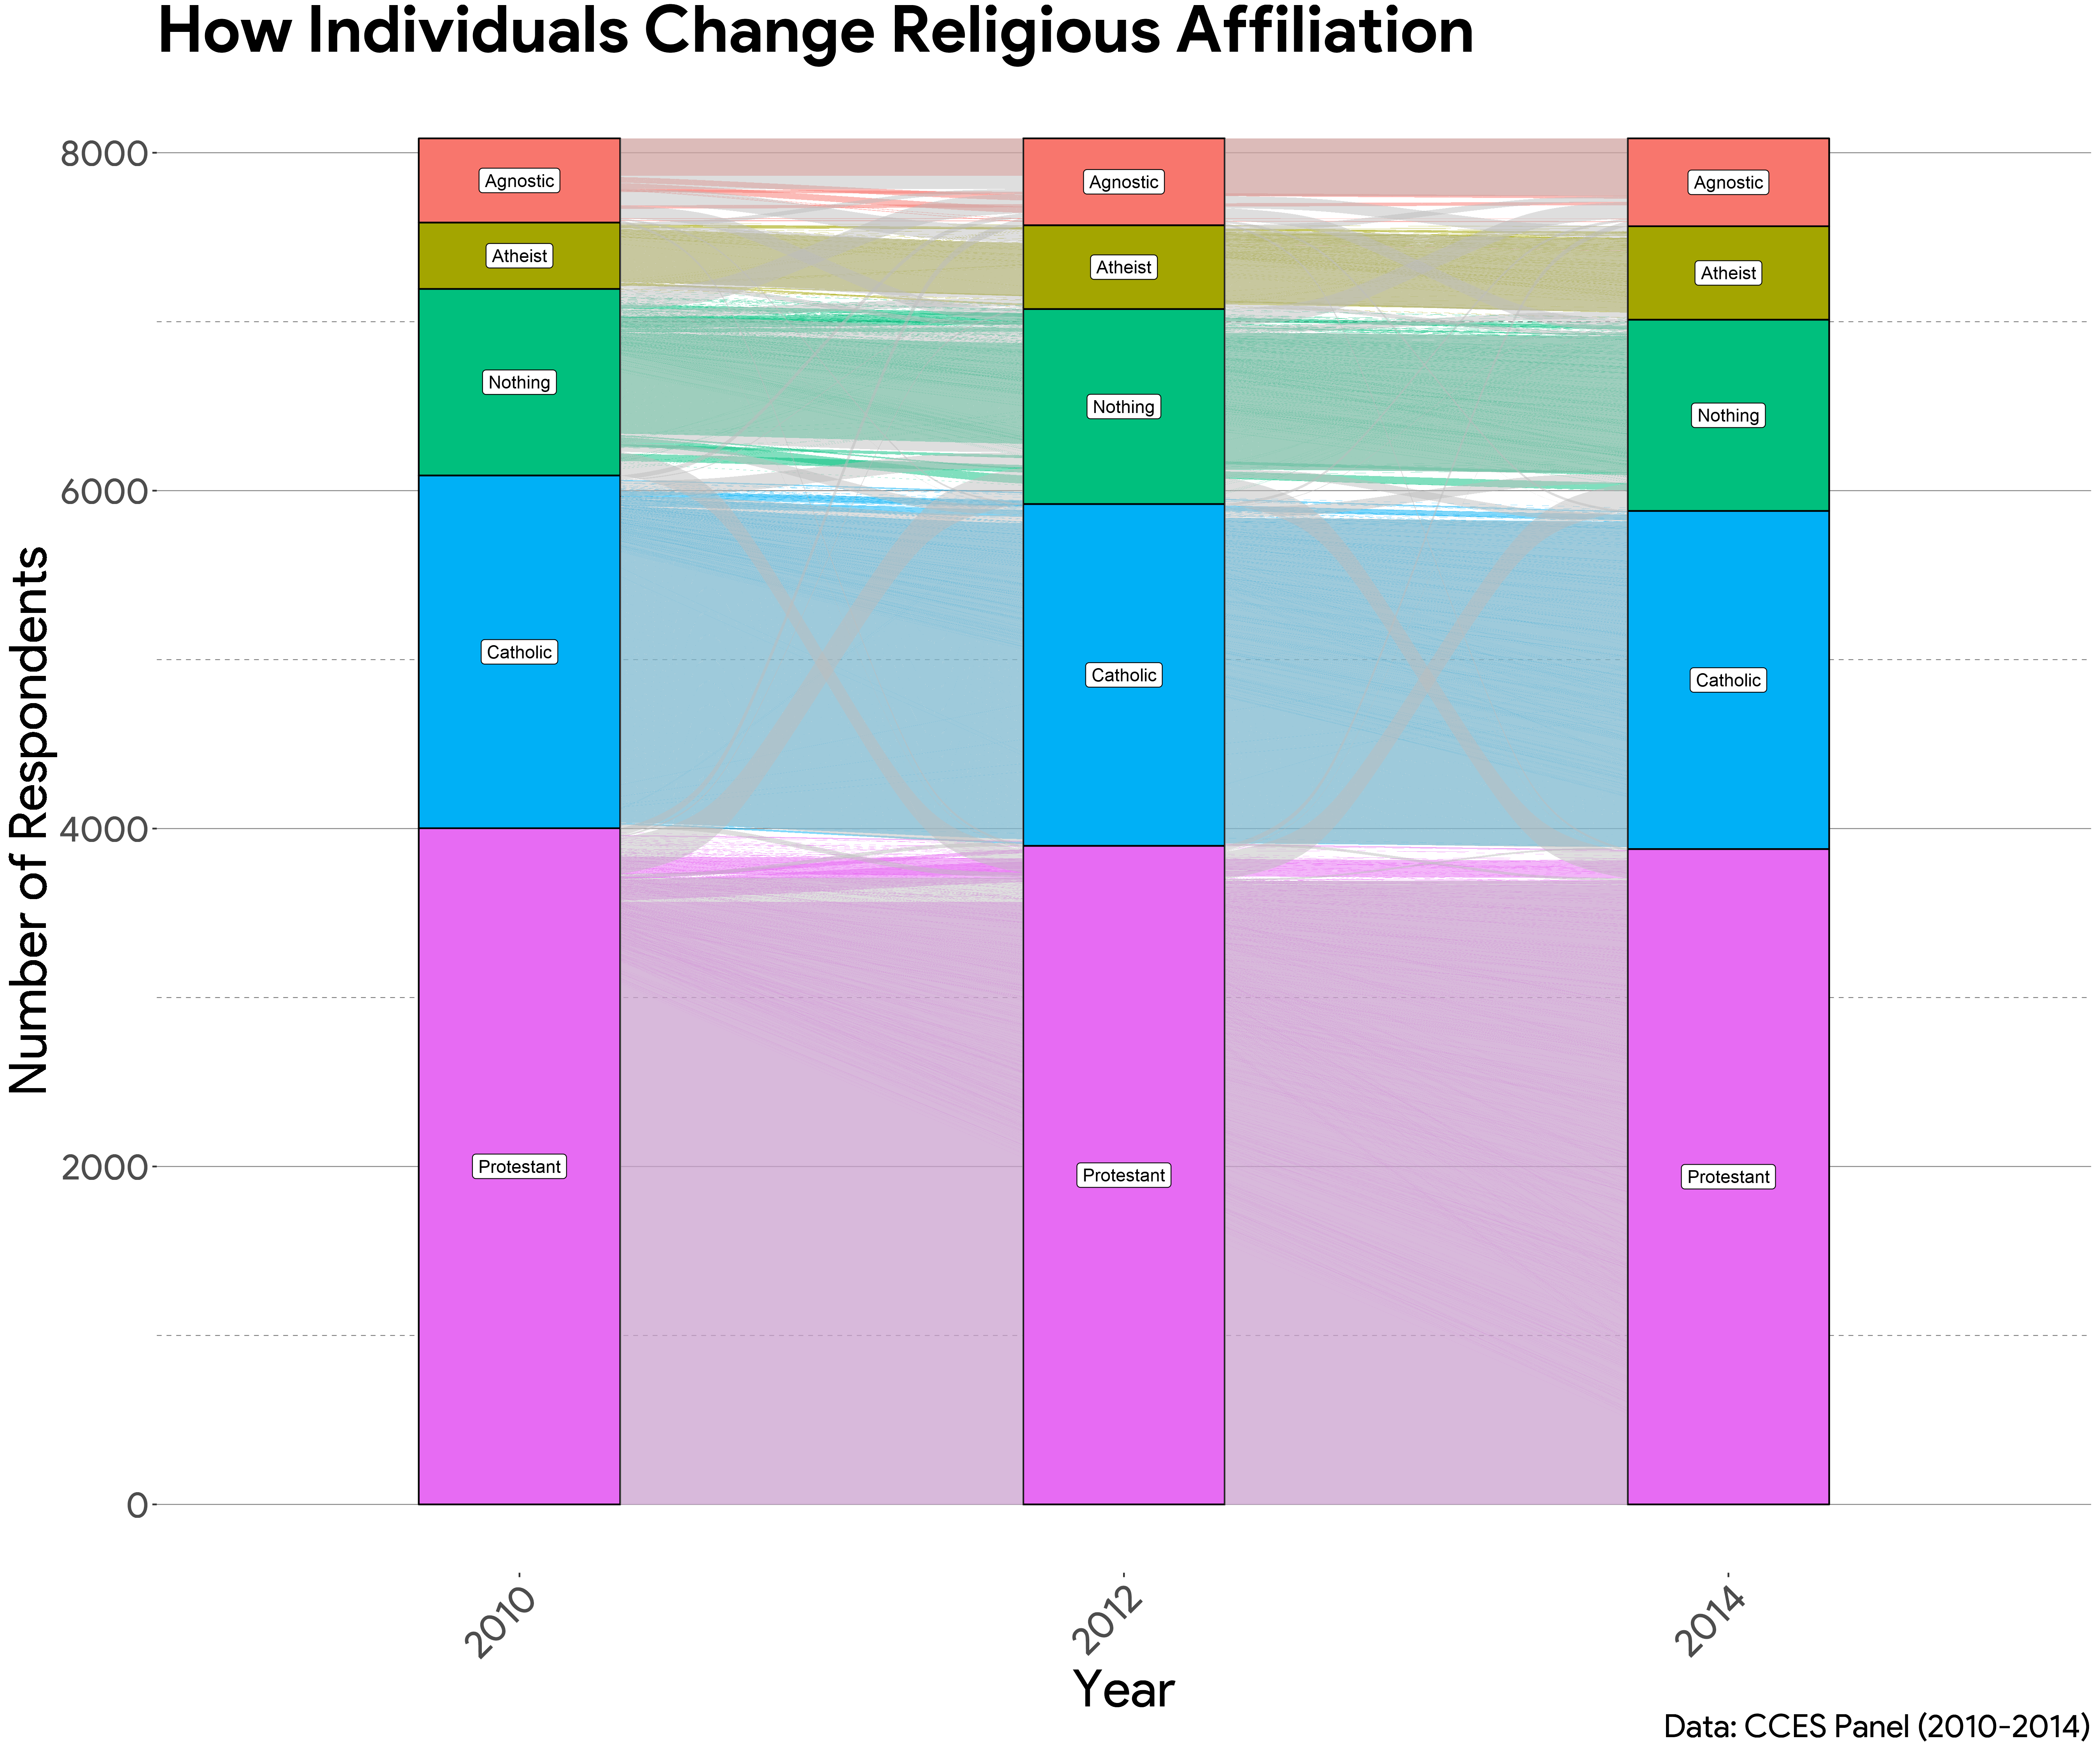 How Individuals Change Religious Affiliation
8000
6000
4000
2000
0
Number of Respondents
Agnostic
Atheist
Nothing
Catholic
Protestant
Agnostic
Atheist
Nothing
Catholic
Protestant
Agnostic
Atheist
Nothing
Catholic
Protestant
2010
2012
2014
Year
Data: CCES Panel (2010-2014)